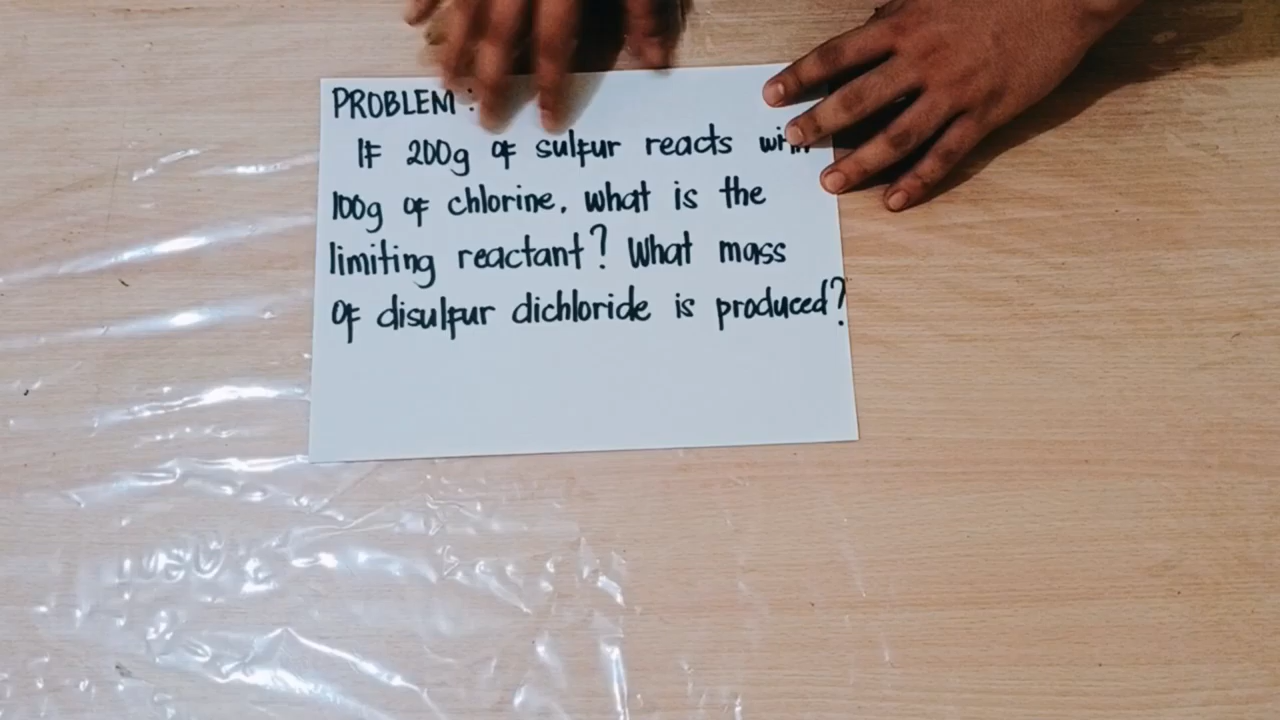 PROBLEM:
If 200g of sulfur reacts with
100g of chlorine, what is the
limiting reactant? What mass
Of disulfur dichloride is produced?